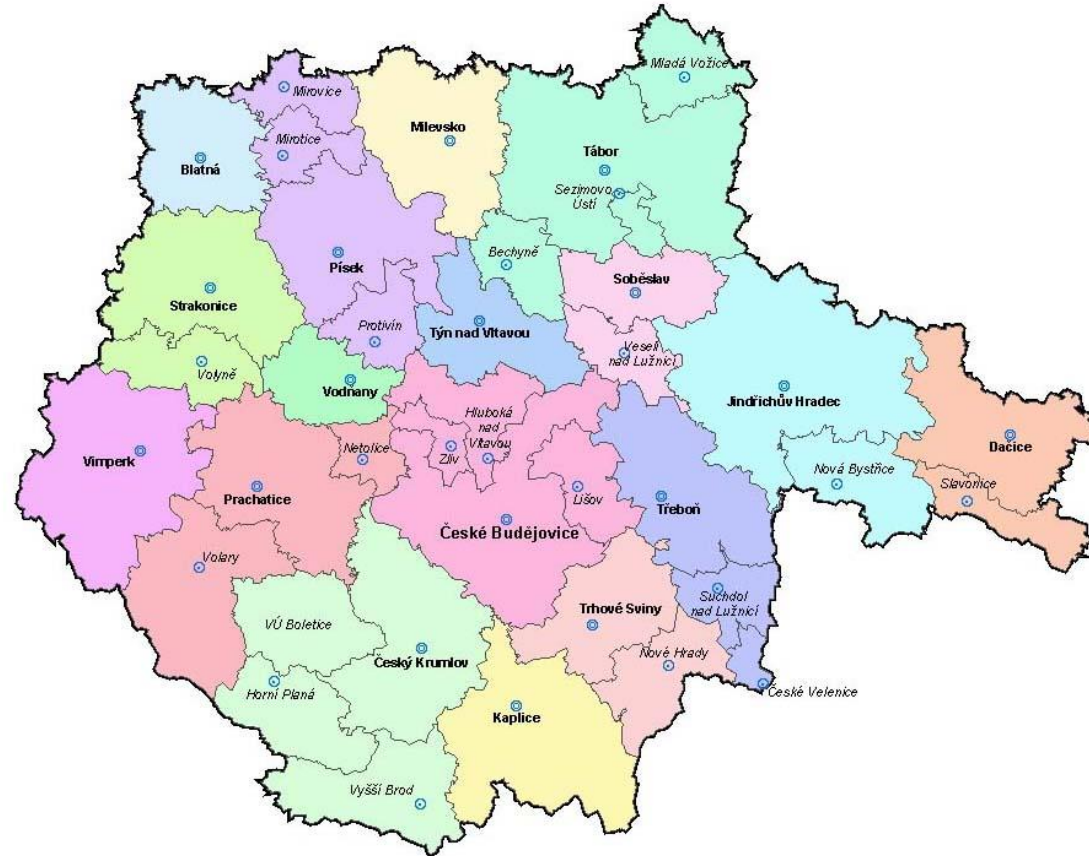 Mladá Vožice
Mirovice
Milevsko
Mirotice
Tábor
Blatná
Sezimovo
Ústí
Bechyně
Písek
Soběslav
Strakonice
Protivín
Týn nad Vltavou
Veselí
nad Lužnicí
Volyně
Vodňany
Jindřichův Hradec
Hluboká
nad
Vltavou
Netolice
Zliv
Vimperk
Dačice
Nová Bystřice
Slavonice
Prachatice
Lišov
Třeboň
České Budějovice
Volary
Suchdol
nad Lužnicí
Trhové Sviny
VÚ Boletice
Nové Hrady
Český Krumlov
Horní Planá
České Velenice
Kaplice
Vyšší Brod